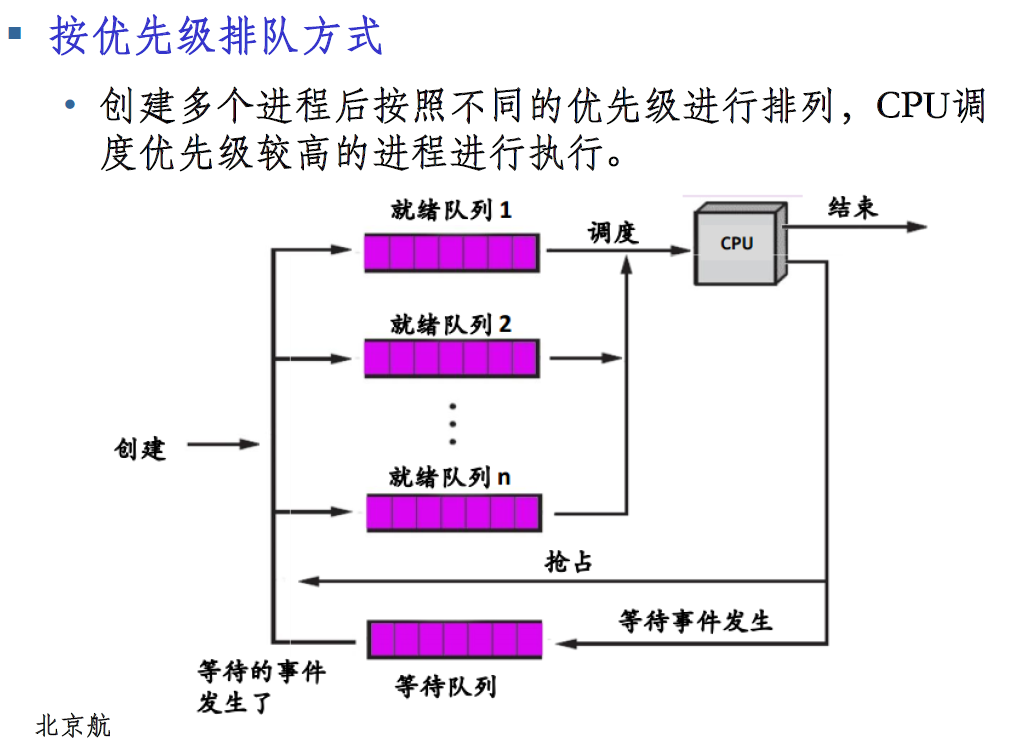 按优先级排队方式
创建多个进程后按照不同的优先级进行排列，CPU调
度优先级较高的进程进行执行。
就绪队列 1
调度
CPU
结束
就绪队列 2
创建
就绪队列 n
抢占
等待事件发生
等待的事件
发生了
等待队列
北京航